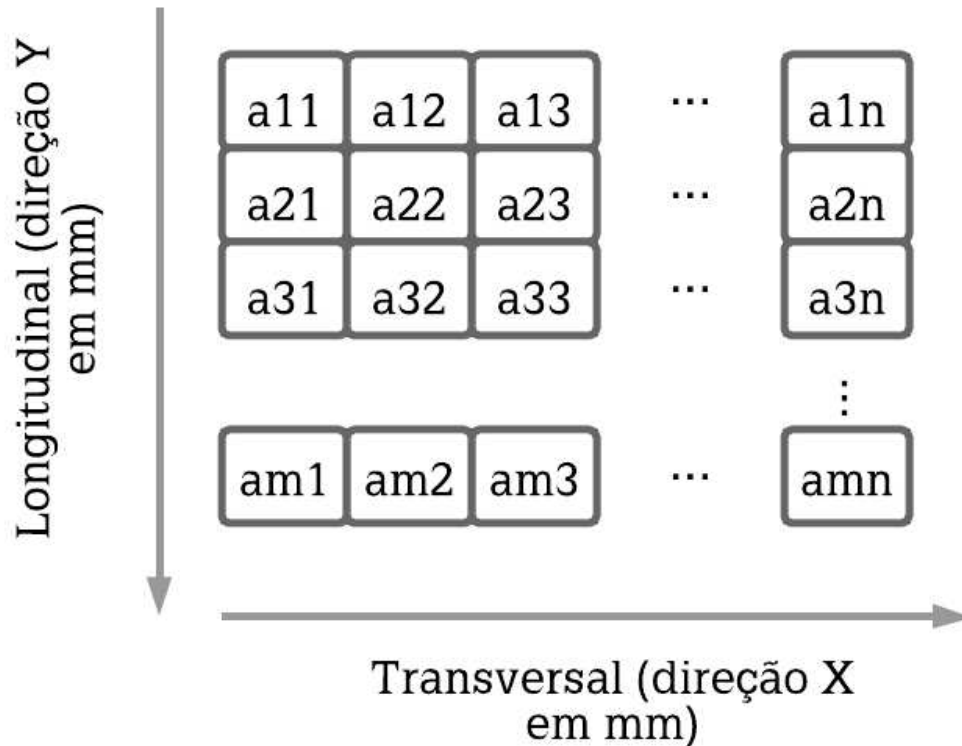 Longitudinal (direção Y
em mm)
a11 a12 a13 ... a1n
a21 a22 a23 ... a2n
a31 a32 a33 ... a3n
⋮
am1 am2 am3 ... amn
Transversal (direção X
em mm)